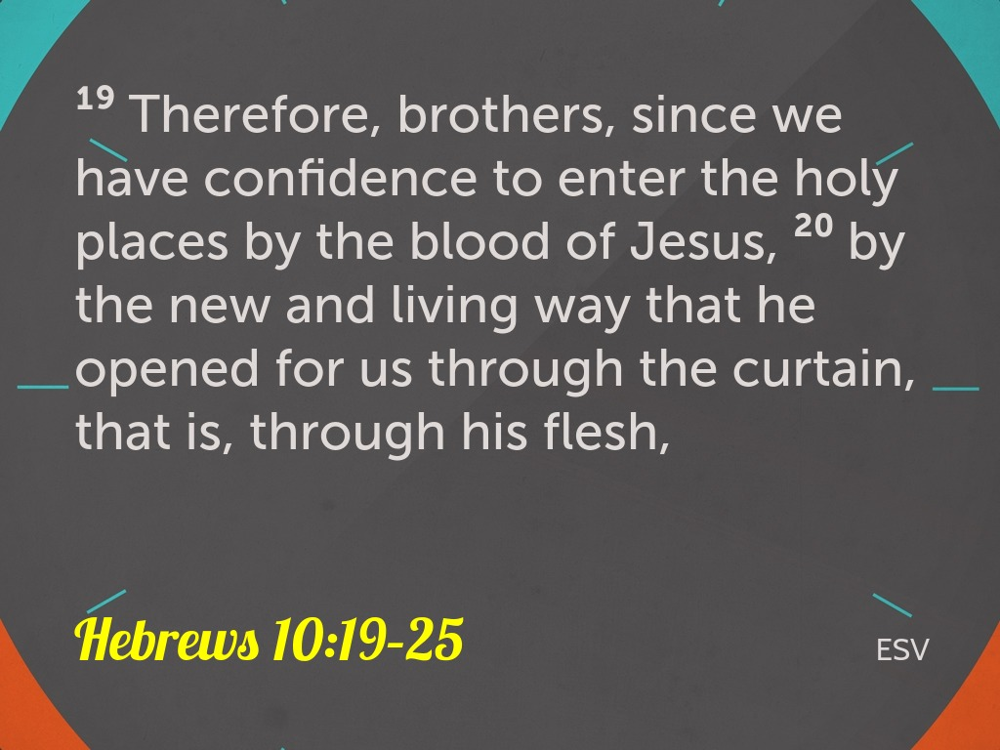 19 Therefore, brothers, since we
have confidence to enter the holy
places by the blood of Jesus, 20 by
the new and living way that he
opened for us through the curtain,
that is, through his flesh,
Hebrews 10:19-25
ESV